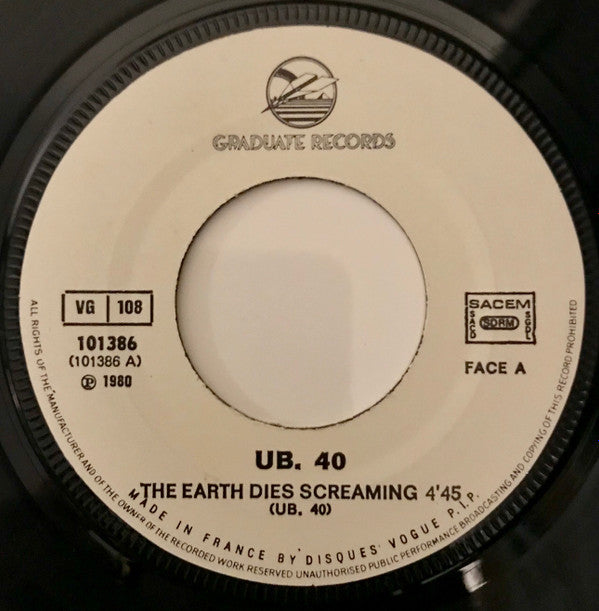 GRADUATE RECORDS
VG 108
101386
(101386 A)
Ⓟ 1980
SACEM
SACD SDRM SGDL
FACE A
UB. 40
THE EARTH DIES SCREAMING 4'45
(UB. 40)
MADE IN FRANCE BY DISQUES VOGUE P.I.P.
ALL RIGHTS OF THE MANUFACTURER AND OF THE OWNER OF THE RECORDED WORK RESERVED UNAUTHORISED PUBLIC PERFORMANCE BROADCASTING AND COPYING OF THIS RECORD PROHIBITED